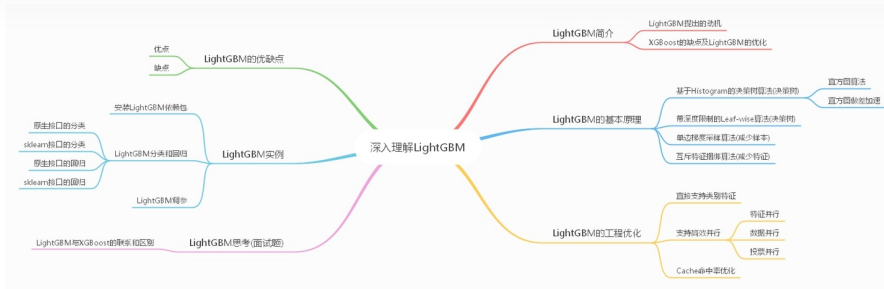 深入理解LightGBM
LightGBM简介
LightGBM提出的动机
XGBoost的缺点及LightGBM的优化
LightGBM的基本原理
基于Histogram的决策树算法(决策树)
直方图算法
直方图做差加速
带深度限制的Leaf-wise算法(决策树)
单边梯度采样算法(减少样本)
互斥特征捆绑算法(减少特征)
LightGBM的工程优化
直接支持类别特征
支持高效并行
特征并行
数据并行
投票并行
Cache命中率优化
LightGBM的优缺点
优点
缺点
LightGBM实例
安装LightGBM依赖包
LightGBM分类和回归
原生接口的分类
sklearn接口的分类
原生接口的回归
sklearn接口的回归
LightGBM调参
LightGBM思考(面试题)
LightGBM与XGBoost的联系和区别